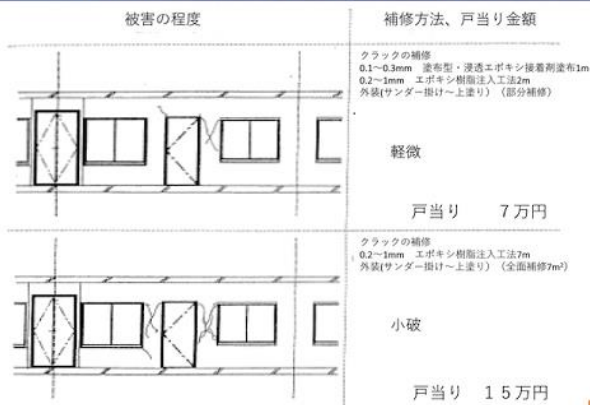 被害の程度
補修方法、戸当り金額
クラックの補修
0.1～0.3mm　塗布型・浸透エポキシ接着剤塗布1m
0.2～1mm　エポキシ樹脂注入工法2m
外装(サンダー掛け～上塗り）（部分補修）
軽微
戸当り　　７万円
クラックの補修
0.2～1mm　エポキシ樹脂注入工法7m
外装(サンダー掛け～上塗り）（全面補修7m²）
小破
戸当り　１５万円